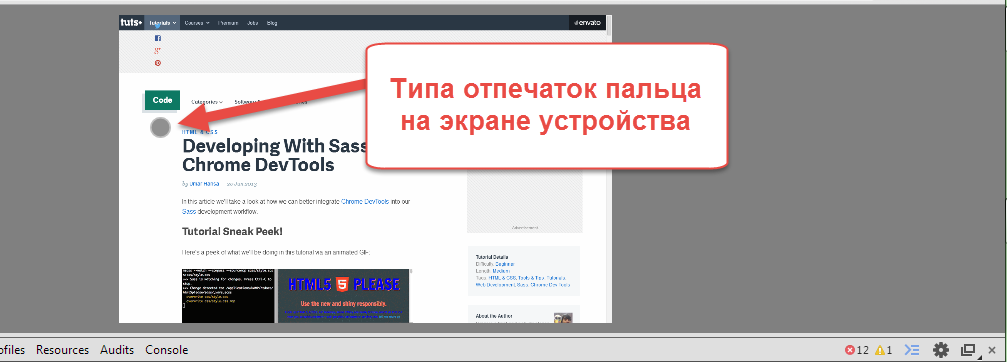 tuts+ Tutorials Courses Premium Jobs Blog envato
Типа отпечаток пальца
на экране устройства
Code Categories
HTML & CSS
Developing With Sass
Chrome DevTools
by Umar Hansa 20 Jun 2013
In this article we'll take a look at how we can better integrate Chrome DevTools into our
Sass development workflow.
Tutorial Sneak Peek!
Here's a peek of what we'll be doing in this tutorial via an animated GIF:
HTML5 5 PLEASE
Use the new and shiny responsibly.
Advertisement
Tutorial Details
Difficulty: Beginner
Length: Medium
Tags: HTML & CSS, Tools & Tips, Tutorials,
Web Development, Sass, Chrome Dev Tools
About the Author
ofiles Resources Audits Console 12 1